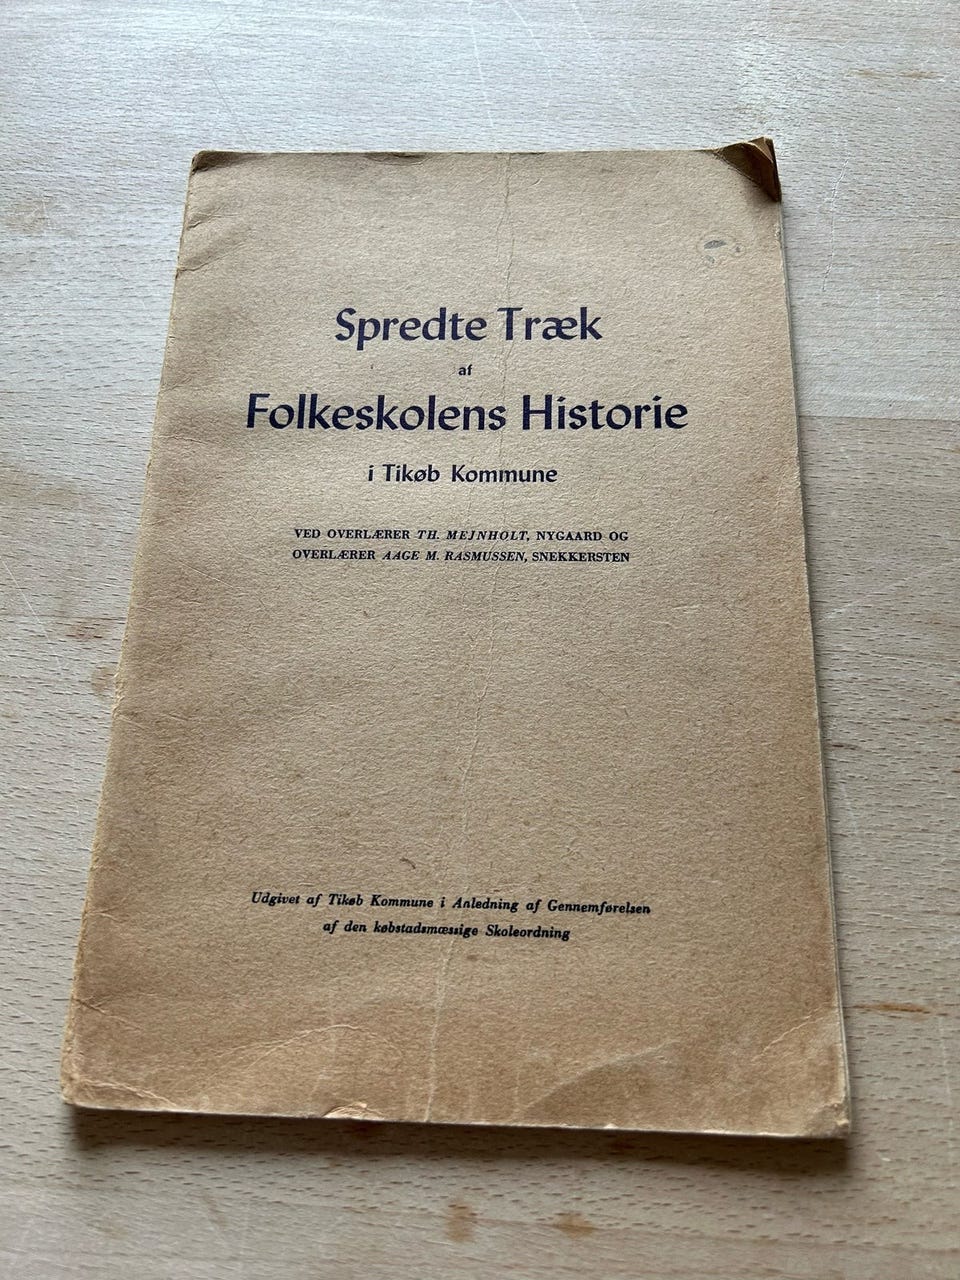 Spredte Træk
af
Folkeskolens Historie
i Tikøb Kommune
VED OVERLÆRER TH. MEJNHOLT, NYGAARD OG
OVERLÆRER AAGE M. RASMUSSEN, SNEKKERSTEN
Udgivet af Tikøb Kommune i Anledning af Gennemførelsen
af den købstadsmæssige Skoleordning